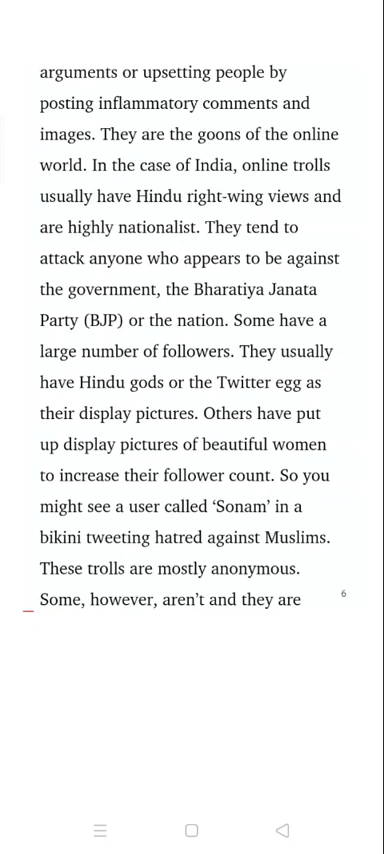 arguments or upsetting people by
posting inflammatory comments and
images. They are the goons of the online
world. In the case of India, online trolls
usually have Hindu right-wing views and
are highly nationalist. They tend to
attack anyone who appears to be against
the government, the Bharatiya Janata
Party (BJP) or the nation. Some have a
large number of followers. They usually
have Hindu gods or the Twitter egg as
their display pictures. Others have put
up display pictures of beautiful women
to increase their follower count. So you
might see a user called ‘Sonam’ in a
bikini tweeting hatred against Muslims.
These trolls are mostly anonymous.
Some, however, aren’t and they are
6